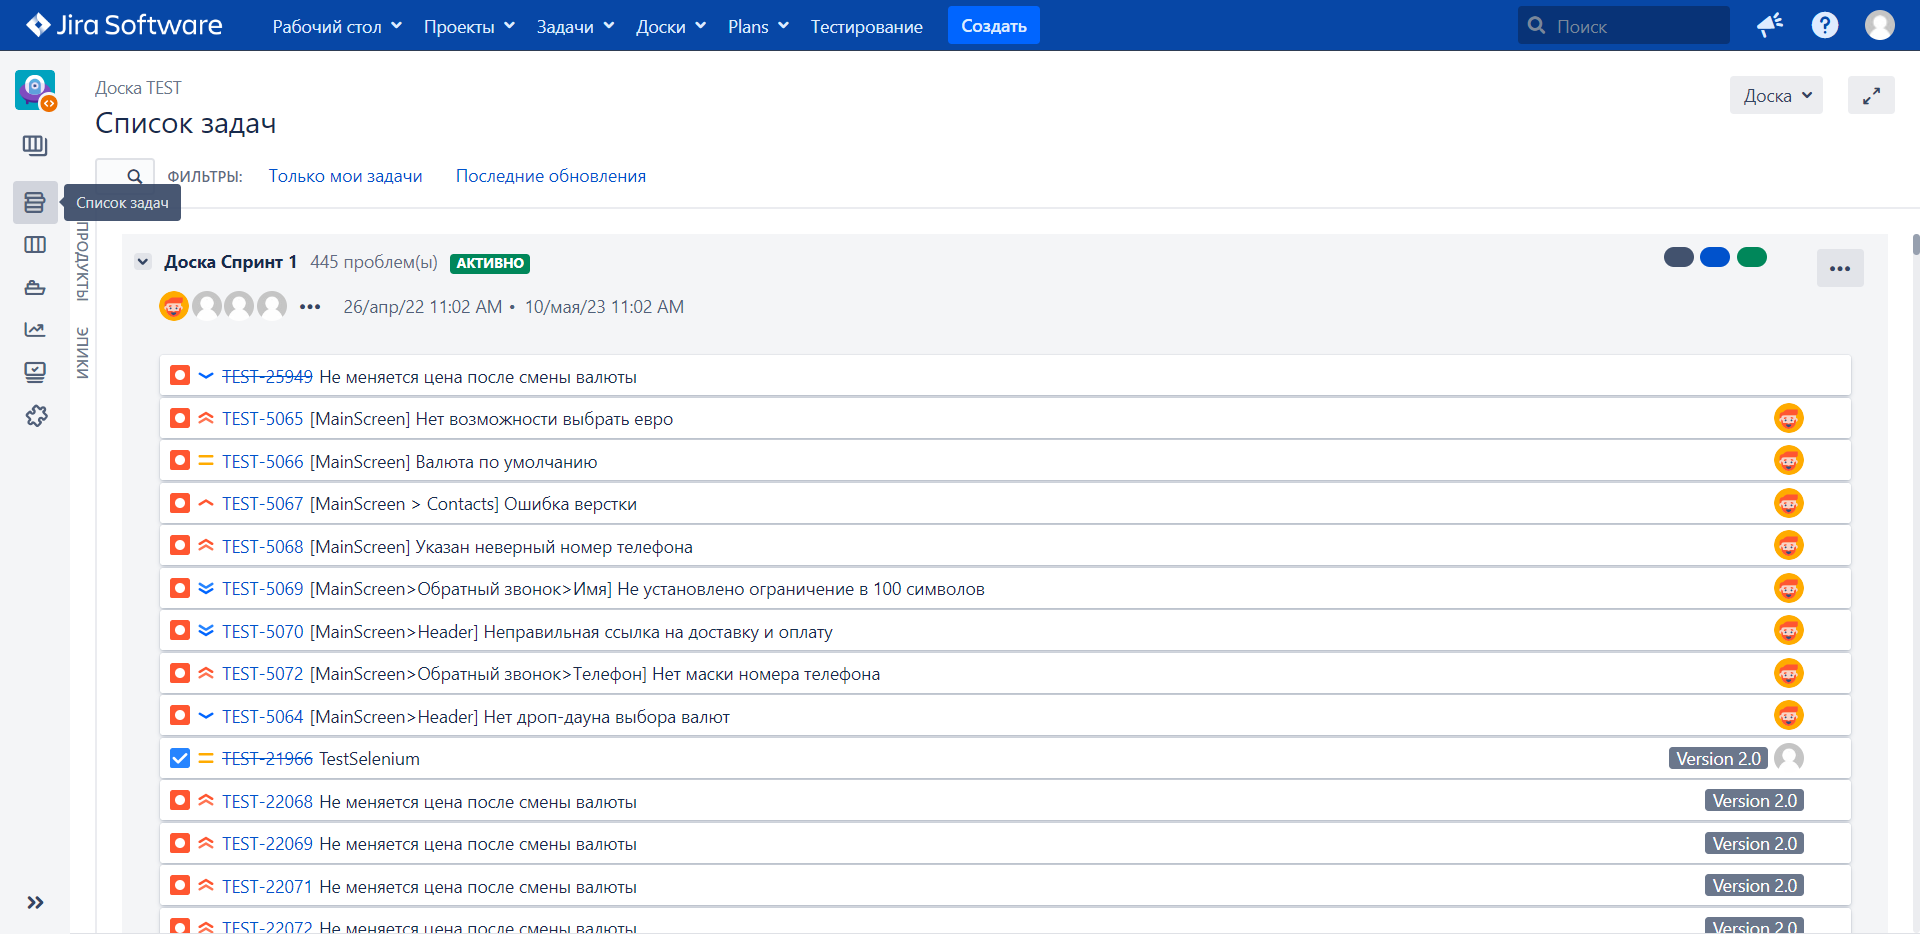 Jira Software Рабочий стол Проекты Задачи Доски Plans Тестирование Создать Поиск
Доска TEST
Список задач
Доска
ФИЛЬТРЫ: Только мои задачи Последние обновления
Список задач
ПРОДУКТЫ
ЭПИКИ
Доска Спринт 1 445 проблем(ы) АКТИВНО
26/апр/22 11:02 AM • 10/мая/23 11:02 AM
TEST-25949 Не меняется цена после смены валюты
TEST-5065 [MainScreen] Нет возможности выбрать евро
TEST-5066 [MainScreen] Валюта по умолчанию
TEST-5067 [MainScreen > Contacts] Ошибка верстки
TEST-5068 [MainScreen] Указан неверный номер телефона
TEST-5069 [MainScreen>Обратный звонок>Имя] Не установлено ограничение в 100 символов
TEST-5070 [MainScreen>Header] Неправильная ссылка на доставку и оплату
TEST-5072 [MainScreen>Обратный звонок>Телефон] Нет маски номера телефона
TEST-5064 [MainScreen>Header] Нет дроп-дауна выбора валют
TEST-21966 TestSelenium Version 2.0
TEST-22068 Не меняется цена после смены валюты Version 2.0
TEST-22069 Не меняется цена после смены валюты Version 2.0
TEST-22071 Не меняется цена после смены валюты Version 2.0
TEST-22072 Не меняется цена после смены валюты Version 2.0